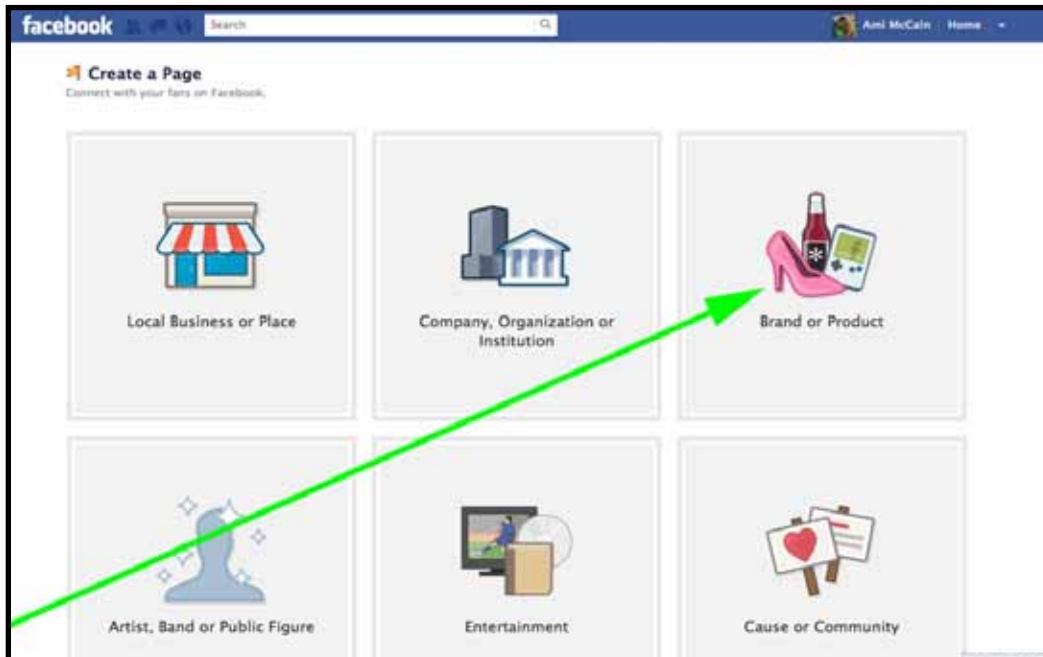 facebook Search Ami McCain Home
Create a Page
Connect with your fans on Facebook.
Local Business or Place
Company, Organization or
Institution
Brand or Product
Artist, Band or Public Figure
Entertainment
Cause or Community